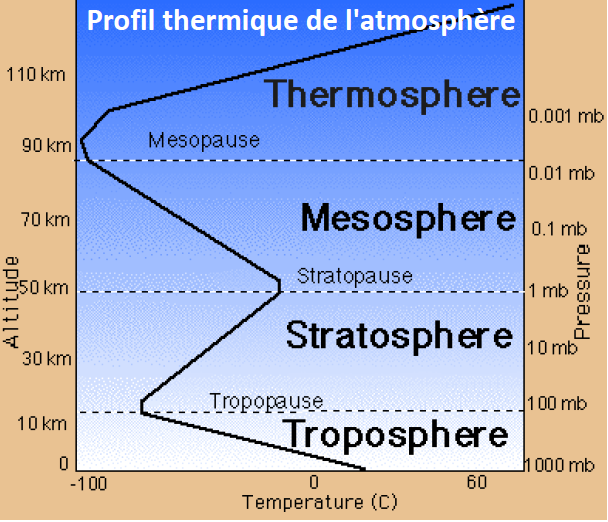 Profil thermique de l'atmosphère
110 km
Thermosphere
0.001 mb
90 km
Mesopause
0.01 mb
70 km
Mesosphere
0.1 mb
Altitude
Stratopause
50 km
1 mb
Pressure
Stratosphere
30 km
10 mb
Tropopause
100 mb
10 km
Troposphere
0
1000 mb
-100 0 60
Temperature (C)